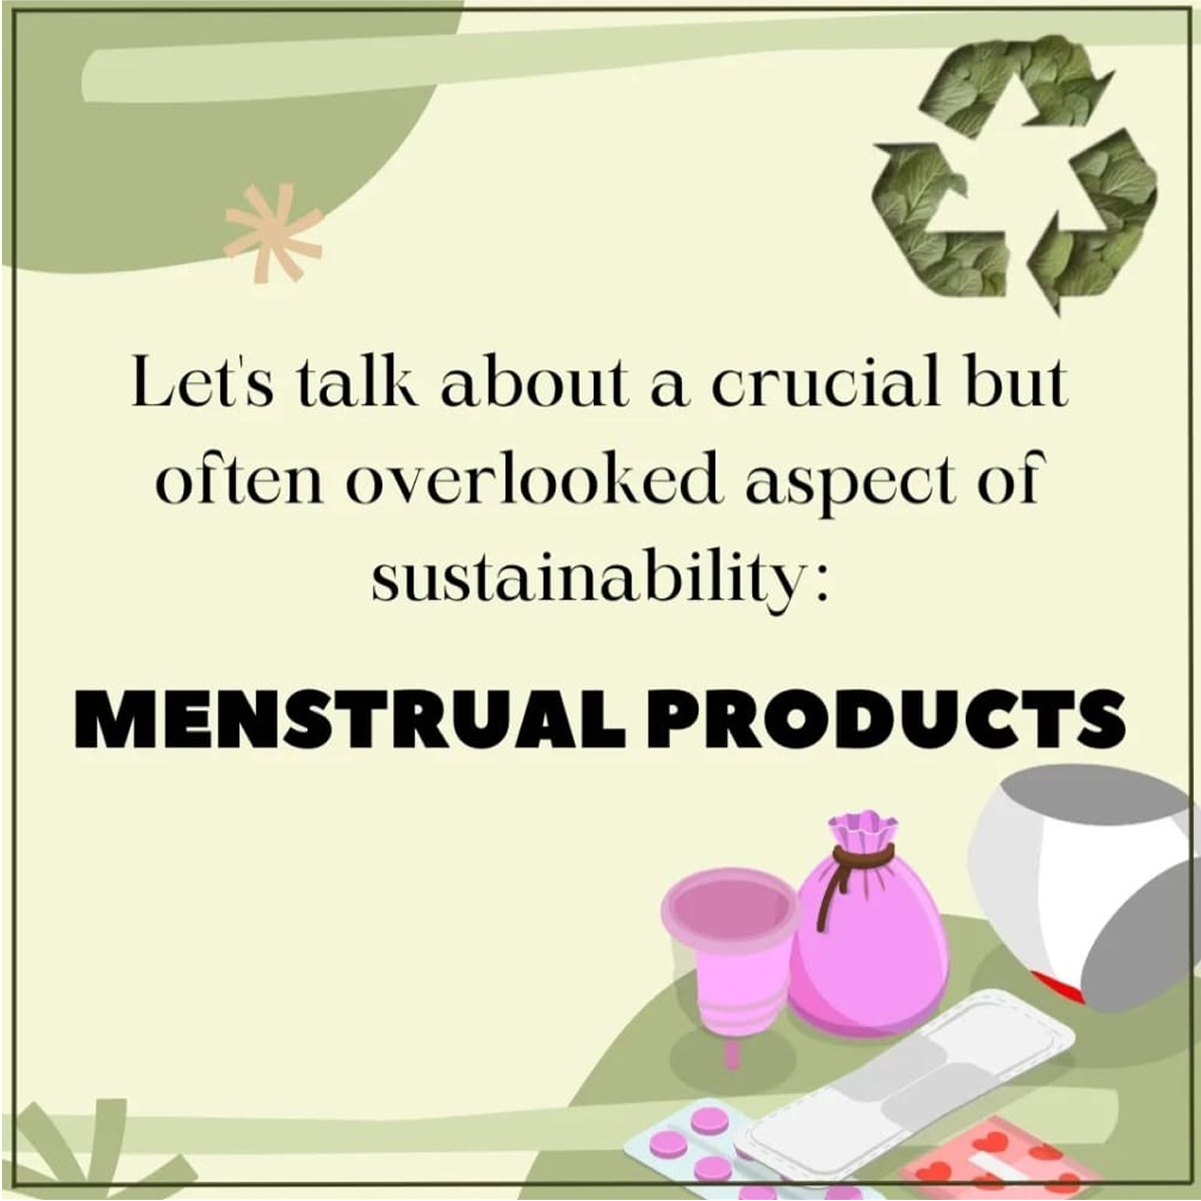 Let's talk about a crucial but
often overlooked aspect of
sustainability:
MENSTRUAL PRODUCTS